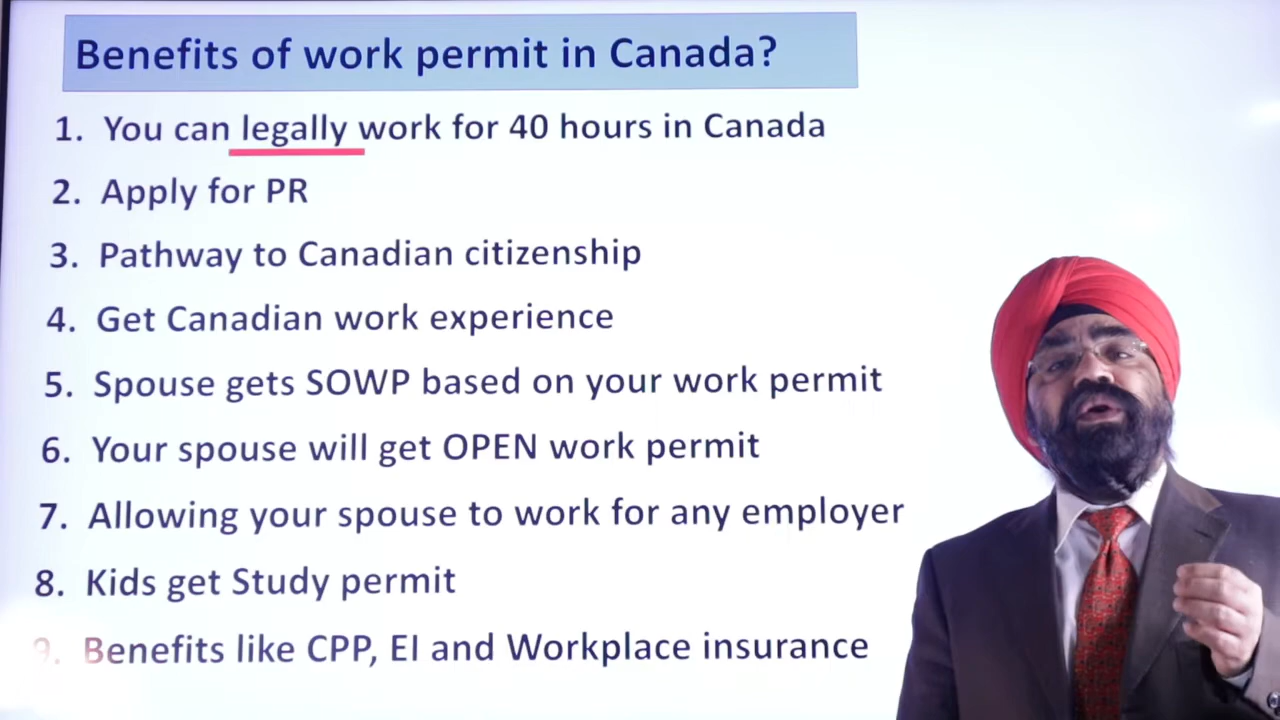 Benefits of work permit in Canada?
1. You can legally work for 40 hours in Canada
2. Apply for PR
3. Pathway to Canadian citizenship
4. Get Canadian work experience
5. Spouse gets SOWP based on your work permit
6. Your spouse will get OPEN work permit
7. Allowing your spouse to work for any employer
8. Kids get Study permit
9. Benefits like CPP, EI and Workplace insurance